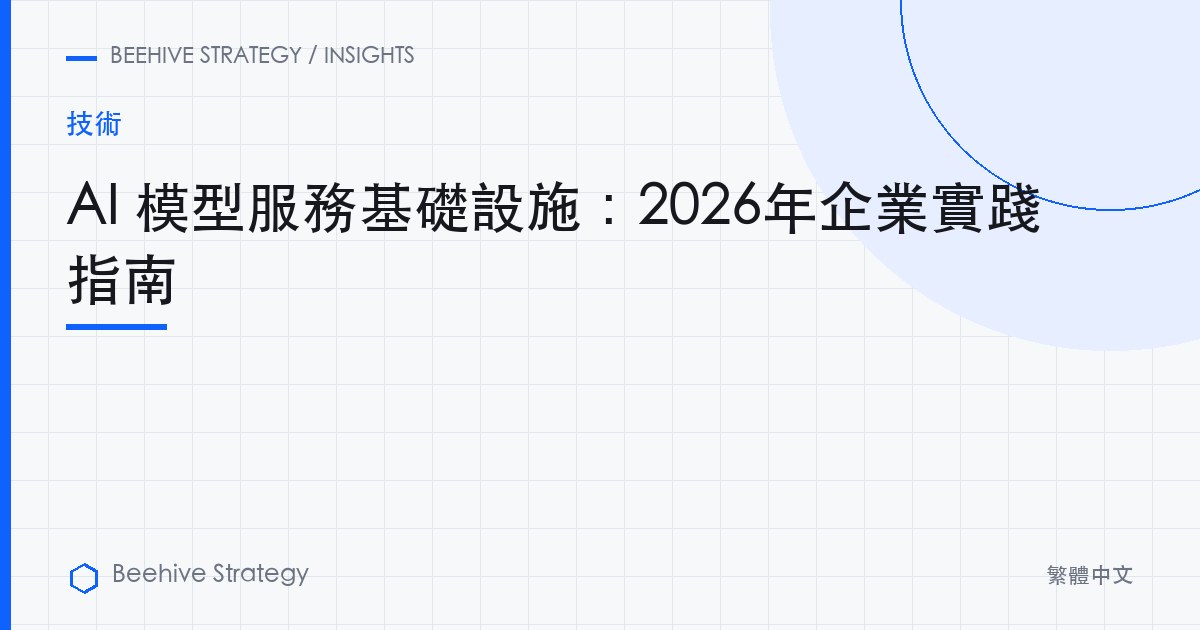 BEEHIVE STRATEGY / INSIGHTS
技術
AI 模型服務基礎設施：2026年企業實踐
指南
Beehive Strategy
繁體中文